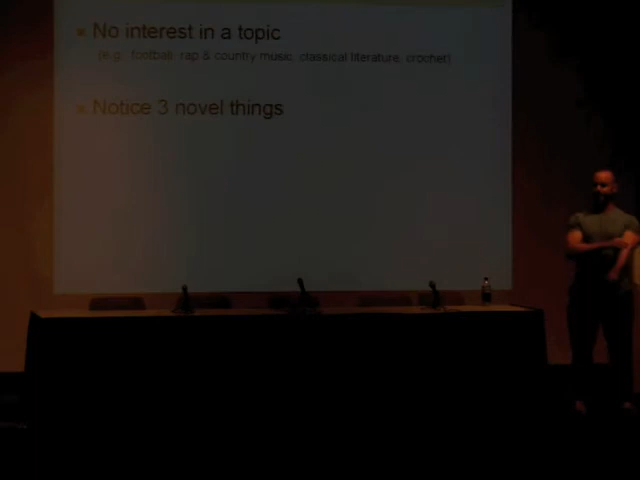 No interest in a topic
(e.g., football, rap & country music, classical literature, crochet)
Notice 3 novel things